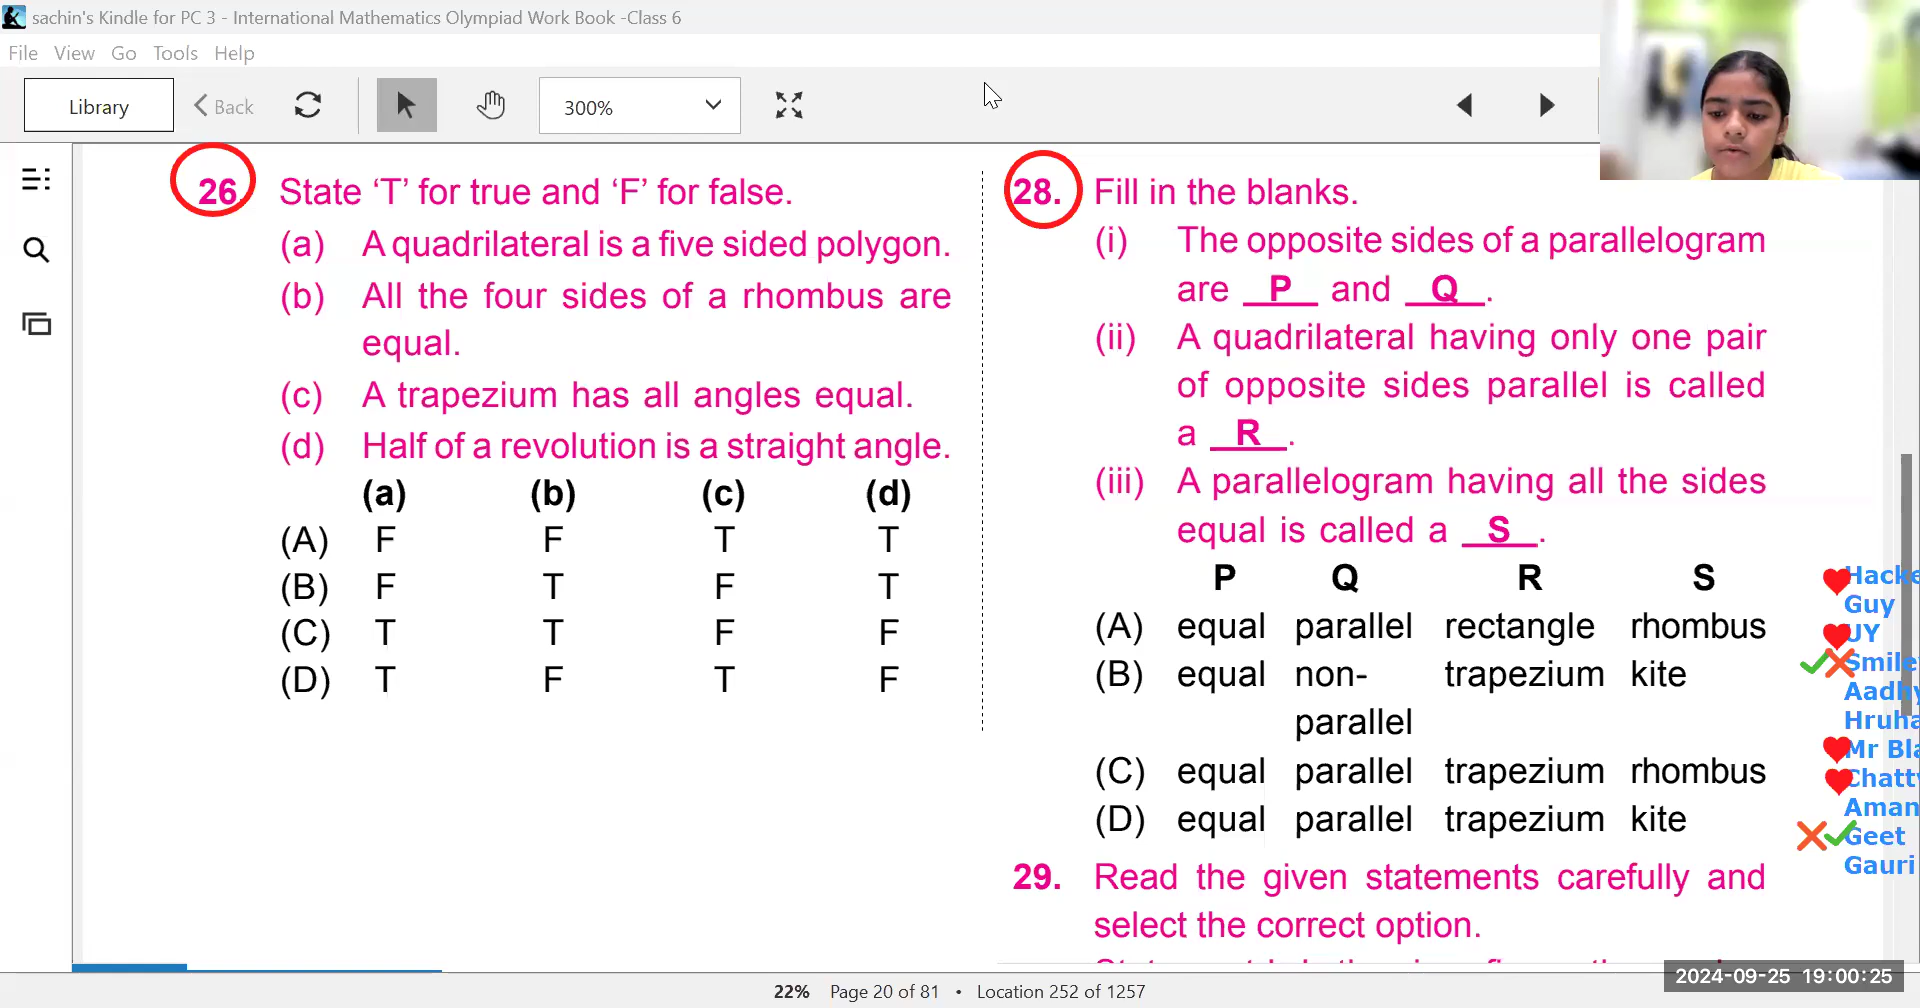 sachin's Kindle for PC 3 - International Mathematics Olympiad Work Book -Class 6
File View Go Tools Help
Library Back 300%
26. State ‘T’ for true and ‘F’ for false.
(a) A quadrilateral is a five sided polygon.
(b) All the four sides of a rhombus are
equal.
(c) A trapezium has all angles equal.
(d) Half of a revolution is a straight angle.
(a) (b) (c) (d)
(A) F F T T
(B) F T F T
(C) T T F F
(D) T F T F
28. Fill in the blanks.
(i) The opposite sides of a parallelogram
are P and Q.
(ii) A quadrilateral having only one pair
of opposite sides parallel is called
a R.
(iii) A parallelogram having all the sides
equal is called a S.
P Q R S
(A) equal parallel rectangle rhombus
(B) equal non- trapezium kite
parallel
(C) equal parallel trapezium rhombus
(D) equal parallel trapezium kite
29. Read the given statements carefully and
select the correct option.
Guy
UY
Geet
Gauri
2024-09-25 19:00:25
22% Page 20 of 81 • Location 252 of 1257